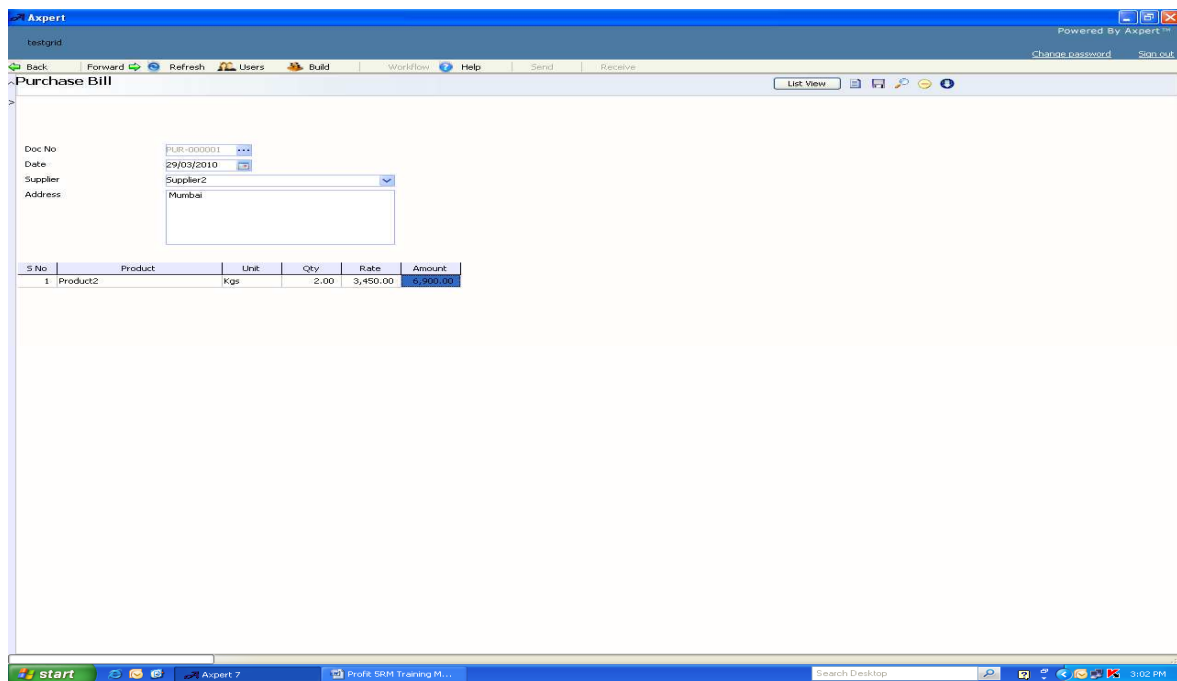 Axpert
Powered By Axpert™
testgrid
Change password Sign out
Back Forward Refresh Users Build Workflow Help Send Receive
Purchase Bill
List View
Doc No PUR-000001
Date 29/03/2010
Supplier Supplier2
Address Mumbai
S No Product Unit Qty Rate Amount
1 Product2 Kgs 2.00 3,450.00 6,900.00
start Axpert 7 Profit SRM Training M... Search Desktop 3:02 PM